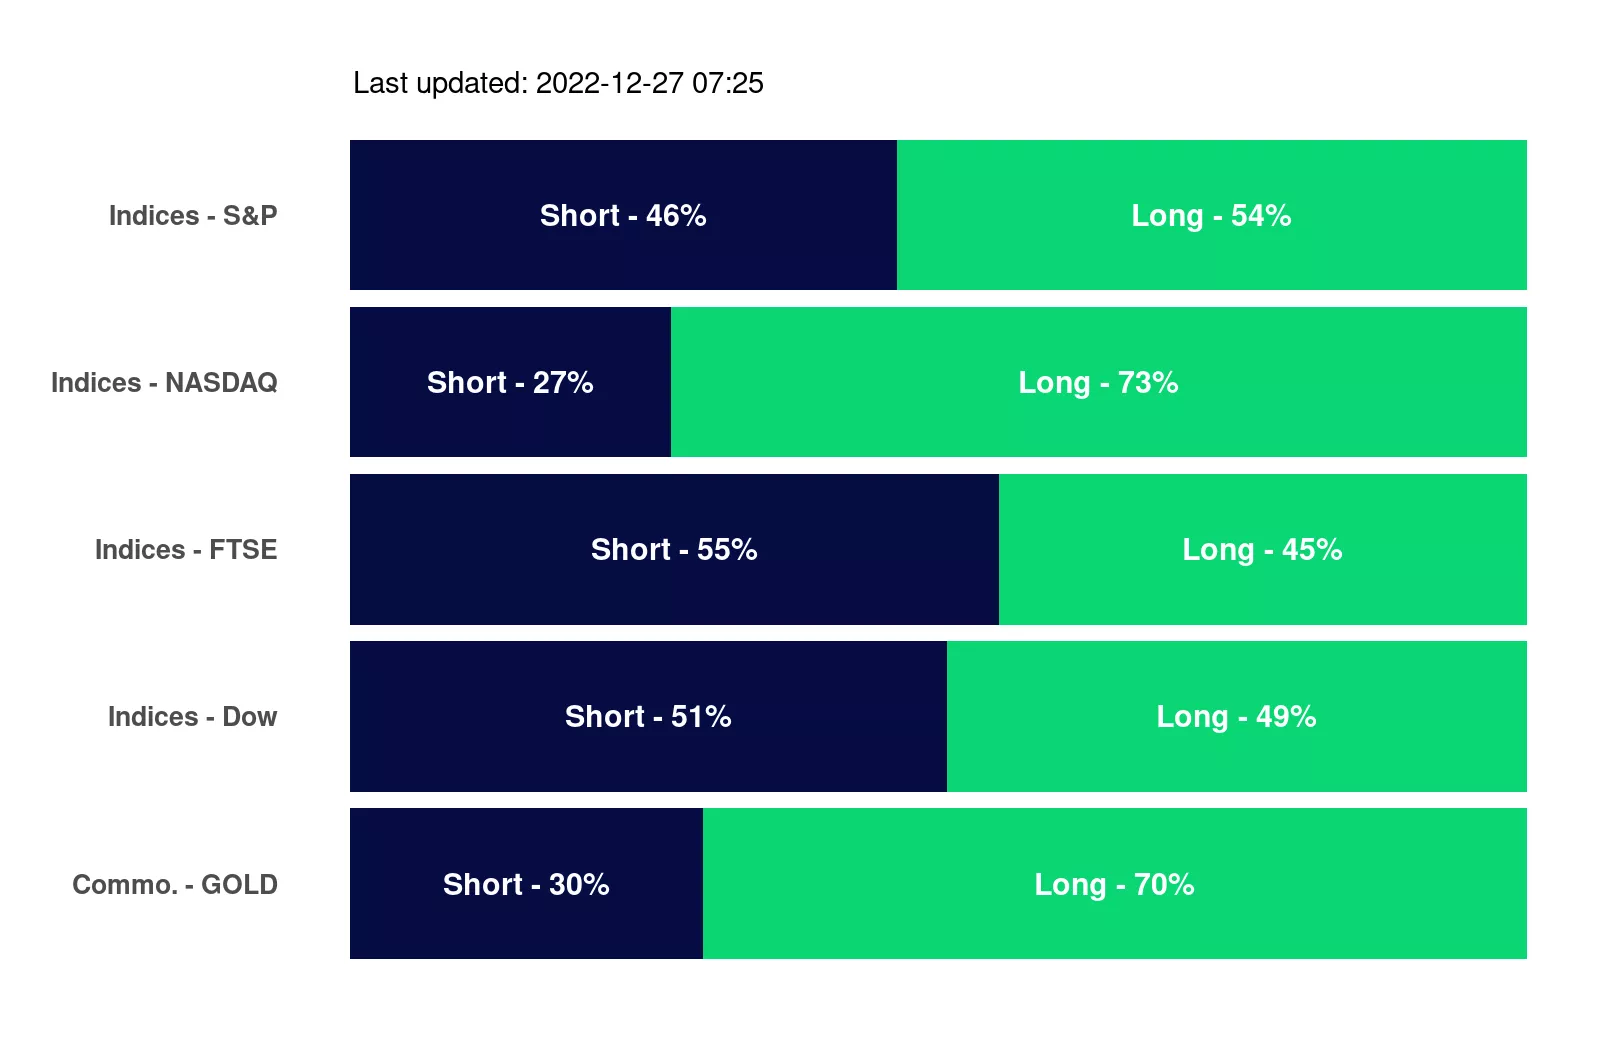 Last updated: 2022-12-27 07:25
Indices - S&P Short - 46% Long - 54%
Indices - NASDAQ Short - 27% Long - 73%
Indices - FTSE Short - 55% Long - 45%
Indices - Dow Short - 51% Long - 49%
Commo. - GOLD Short - 30% Long - 70%